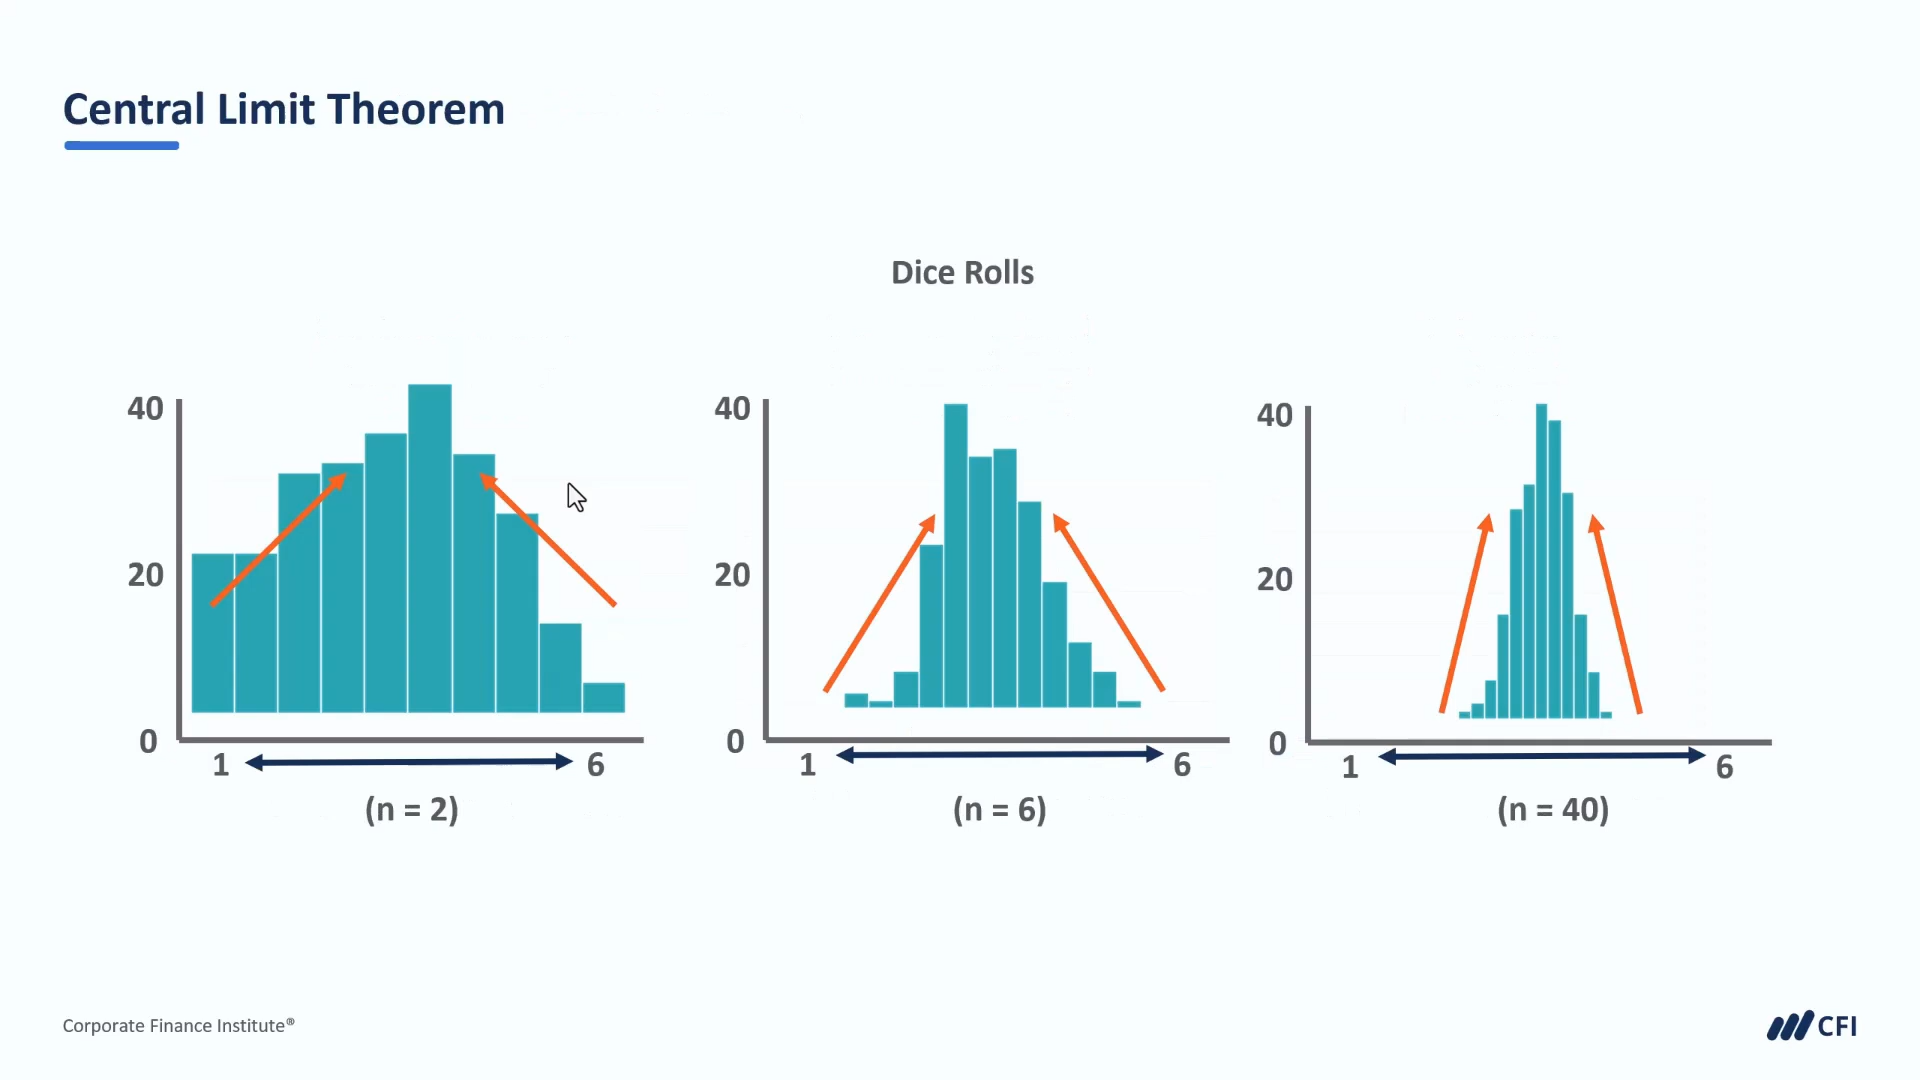 Central Limit Theorem
Dice Rolls
40
20
0
1
6
(n = 2)
40
20
0
1
6
(n = 6)
40
20
0
1
6
(n = 40)
Corporate Finance Institute®
CFI